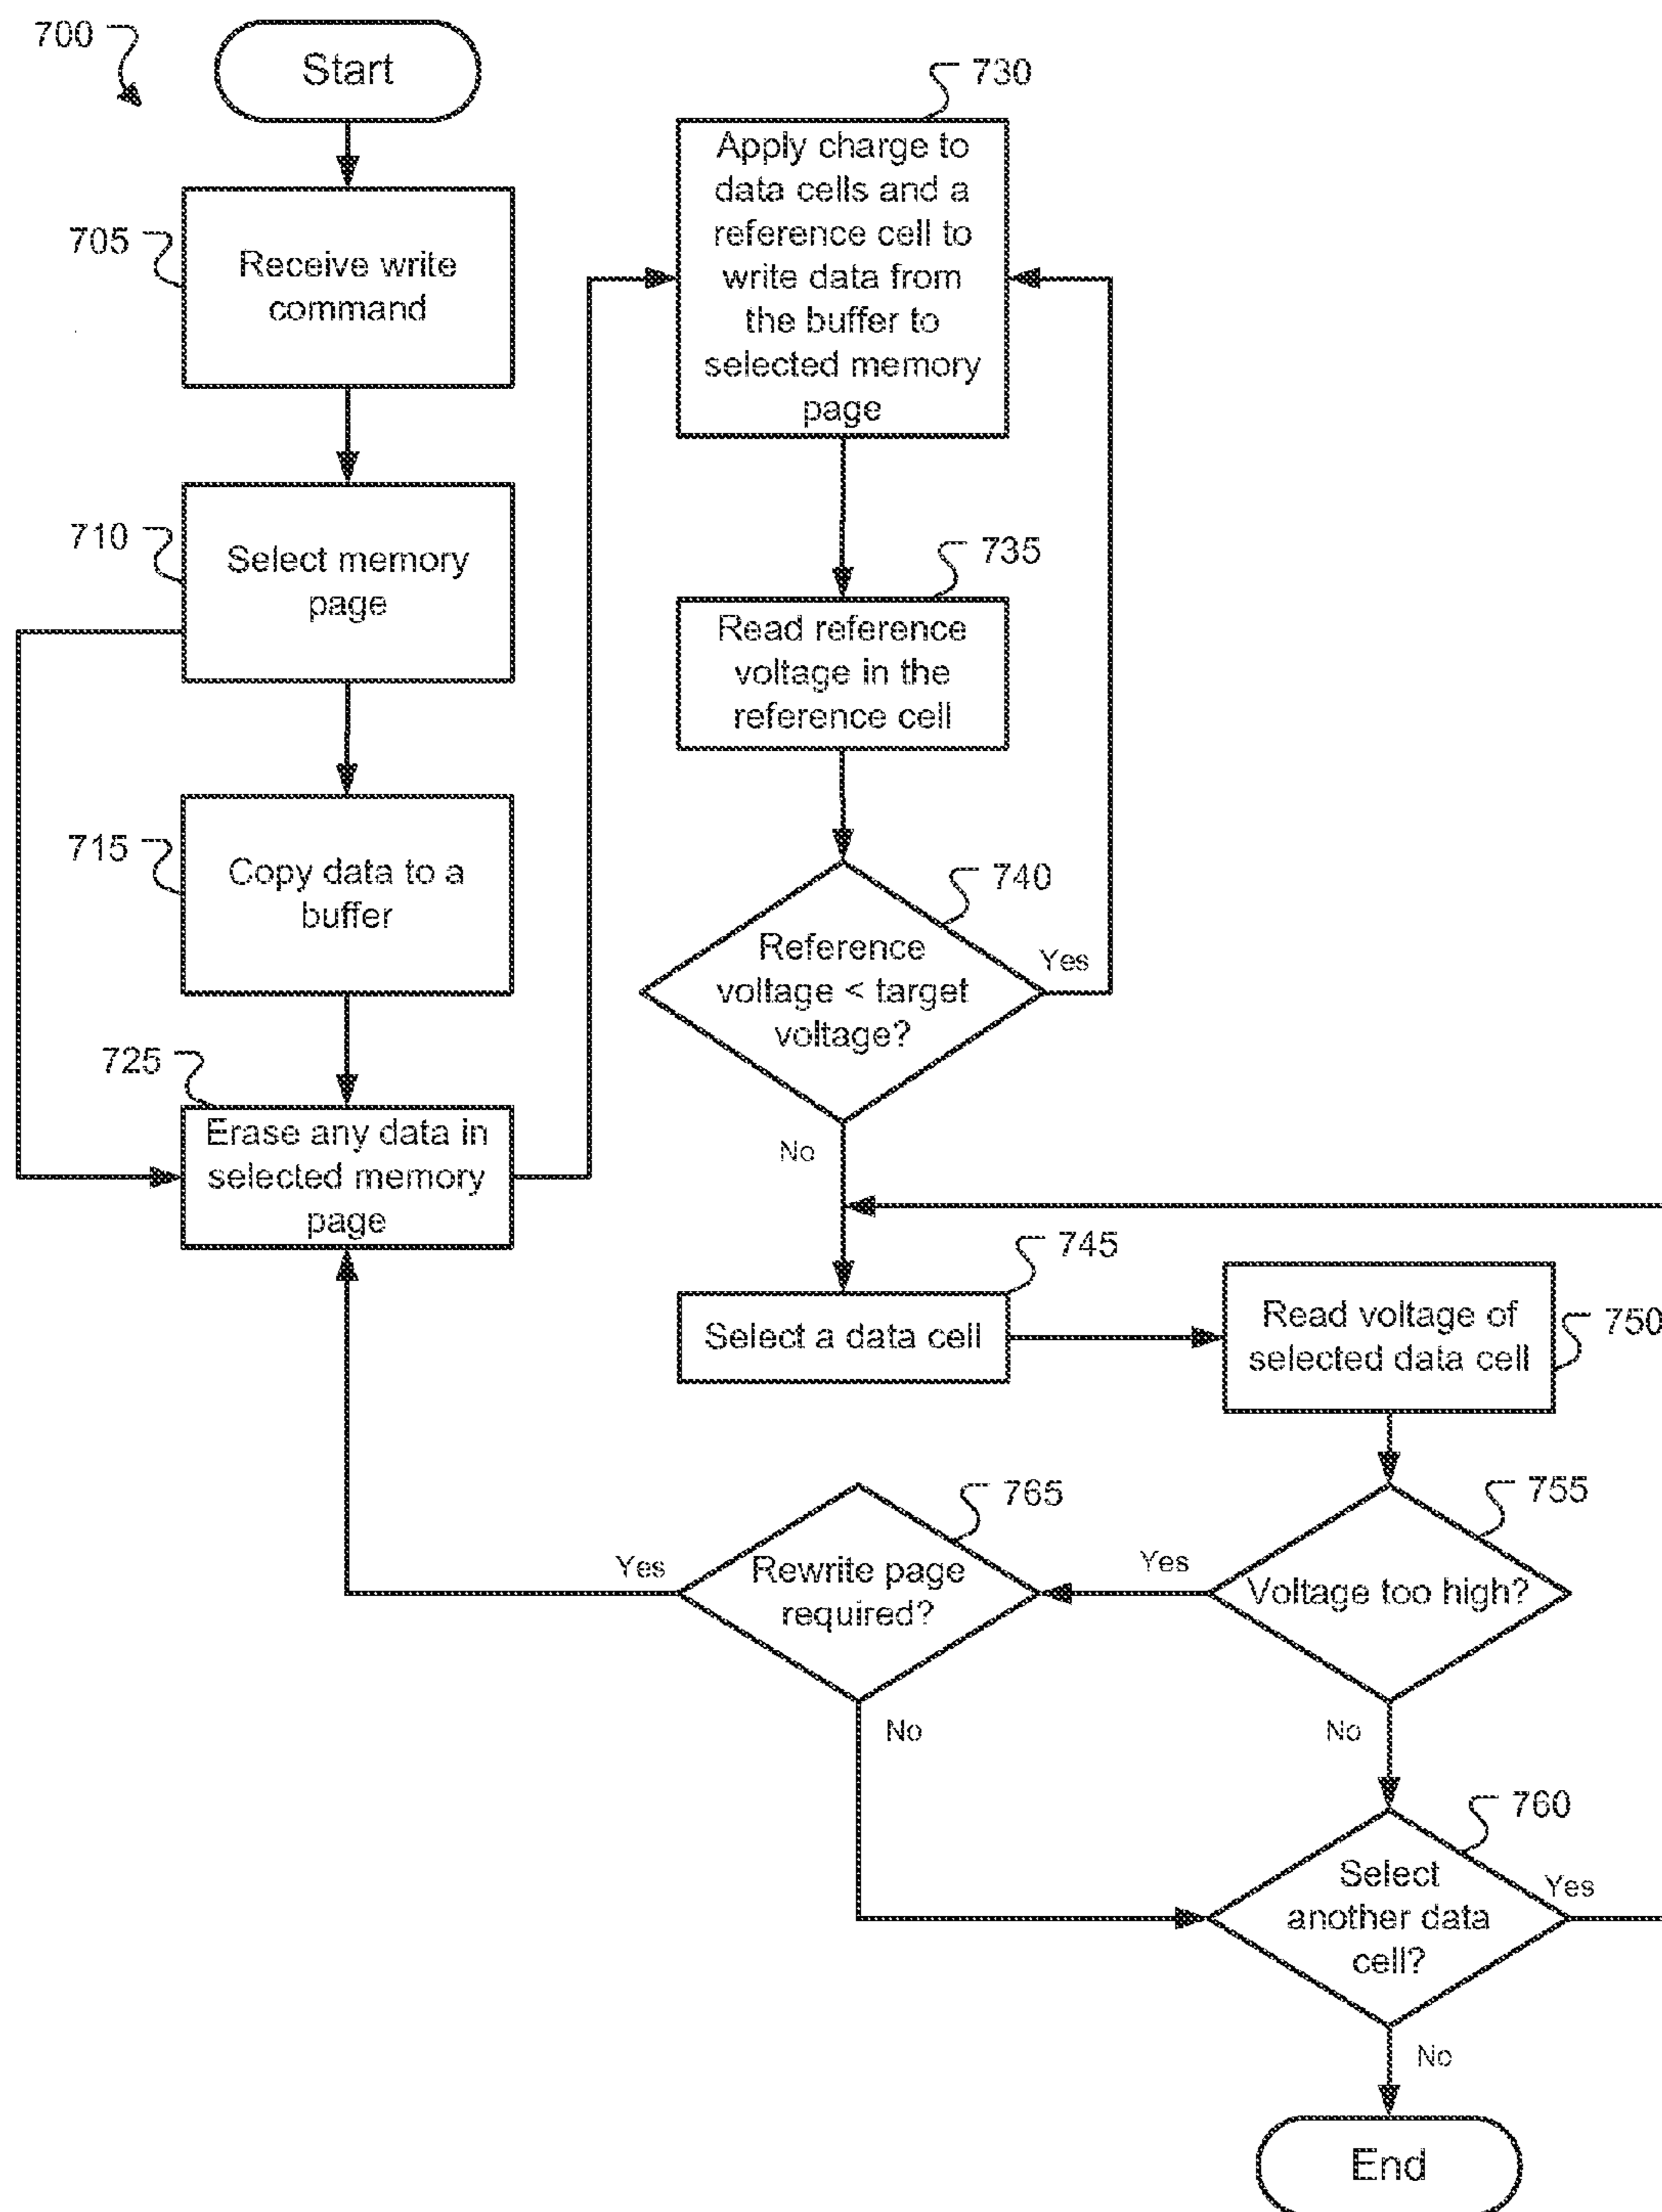 700
Start
705
Receive write
command
710
Select memory
page
715
Copy data to a
buffer
725
Erase any data in
selected memory
page
730
Apply charge to
data cells and a
reference cell to
write data from
the buffer to
selected memory
page
735
Read reference
voltage in the
reference cell
740
Reference
voltage < target
voltage?
Yes
No
745
Select a data cell
750
Read voltage of
selected data cell
755
Voltage too high?
Yes
No
765
Rewrite page
required?
Yes
No
760
Select
another data
cell?
Yes
No
End